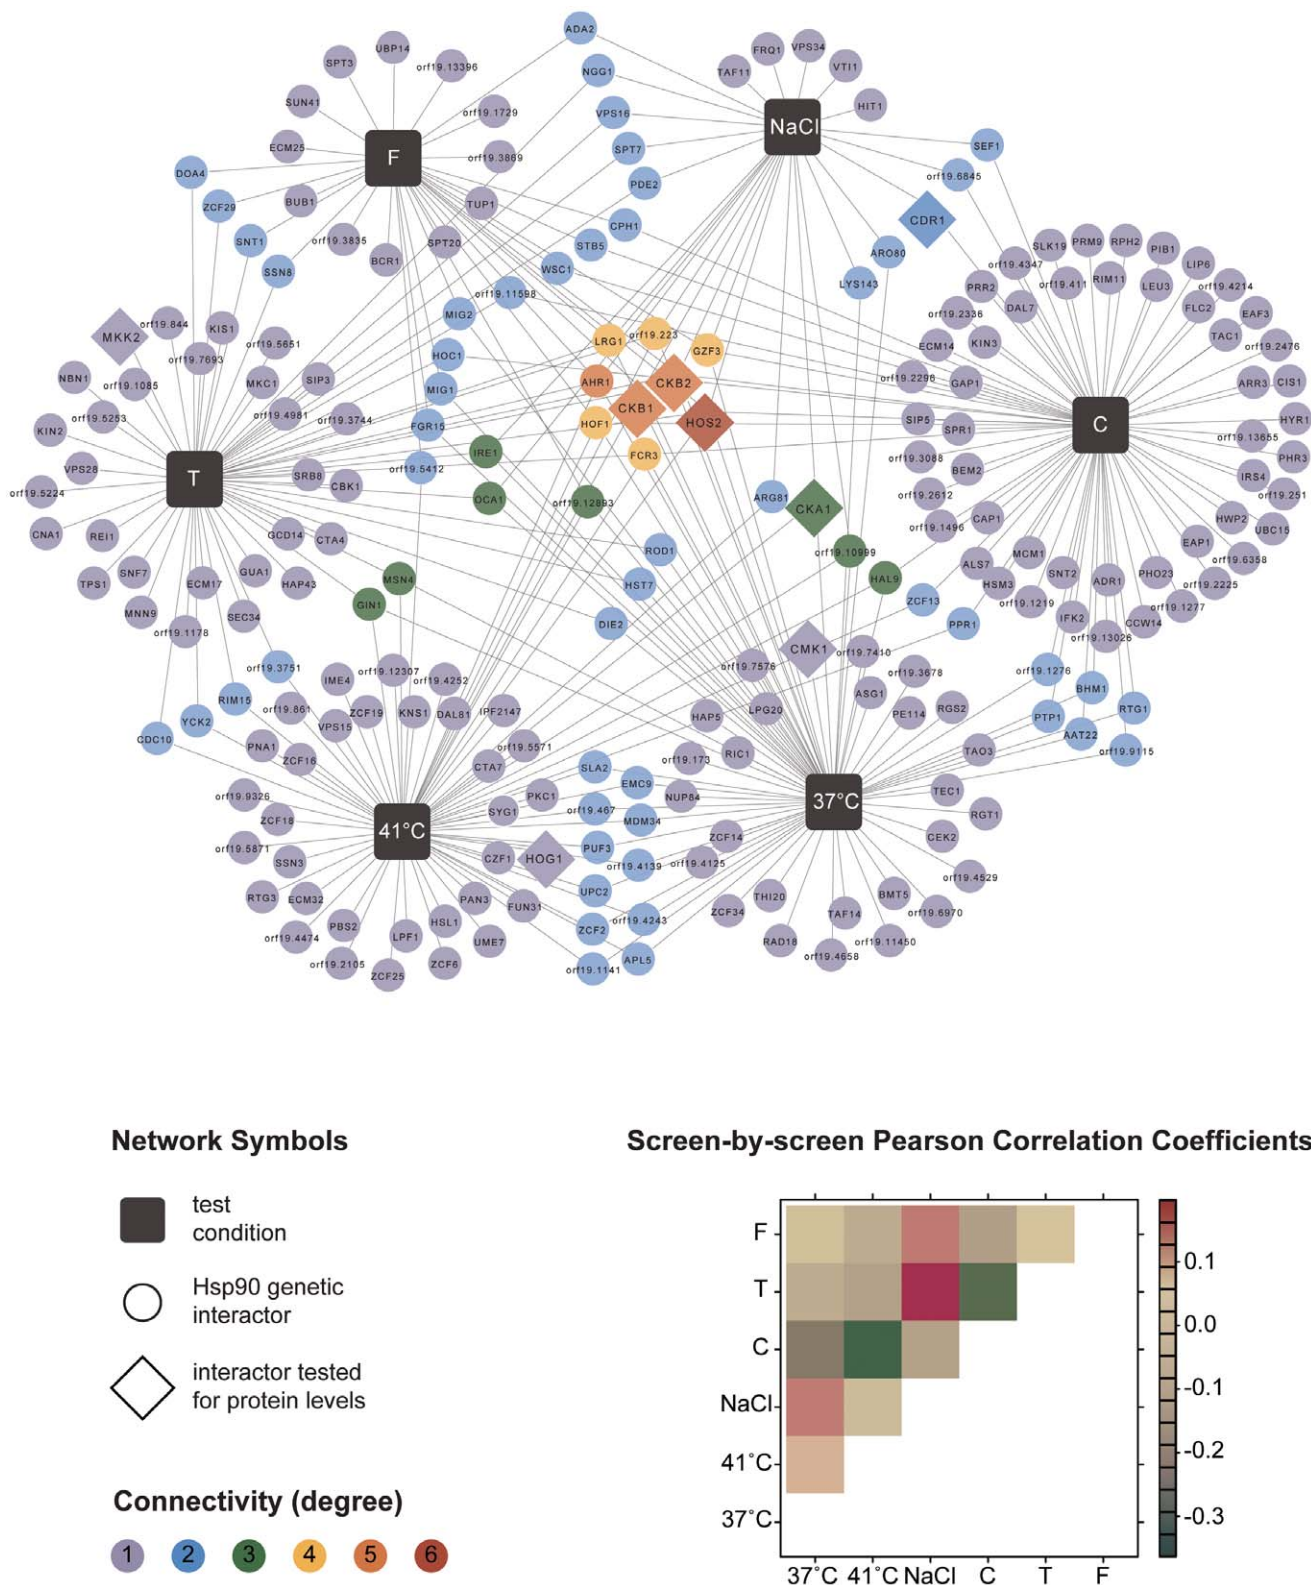 ADA2
FRQ1
VPS34
UBP14
SPT3
orf19.13396
NGG1
TAF11
VTI1
SUN41
orf19.1729
VPS16
HIT1
NaCl
ECM25
F
orf19.3869
SPT7
SEF1
DOA4
PDE2
orf19.6845
ZCF29
BUB1
TUP1
CDR1
SNT1
orf19.3835
SPT20
CPH1
STB5
ARO80
SLK19
PRM9
RPH2
PIB1
LIP6
BCR1
SSN8
WSC1
orf19.4347
orf19.411
RIM11
LEU3
orf19.4214
orf19.11598
LYS143
PRR2
DAL7
FLC2
EAF3
MIG2
orf19.2336
TAC1
MKK2
orf19.844
KIS1
orf19.5651
LRG1
orf19.223
GZF3
ECM14
KIN3
orf19.2476
orf19.7693
HOC1
NBN1
orf19.1085
MKC1
SIP3
MIG1
AHR1
CKB2
orf19.2296
GAP1
ARR3
CIS1
orf19.5253
orf19.4981
orf19.3744
CKB1
HYR1
KIN2
FGR15
HOF1
HOS2
SIP5
SPR1
C
orf19.13655
IRE1
FCR3
orf19.3088
PHR3
VPS28
T
SRB8
CBK1
orf19.5412
BEM2
IRS4
orf19.5224
OCA1
orf19.12893
ARG81
CKA1
orf19.2612
orf19.251
HWP2
CNA1
REI1
GCD14
CTA4
orf19.1496
CAP1
UBC15
ROD1
orf19.10999
MCM1
EAP1
orf19.6358
TPS1
SNF7
GUA1
HAP43
MSN4
HST7
HAL9
ALS7
HSM3
SNT2
ADR1
PHO23
orf19.2225
ECM17
GIN1
ZCF13
orf19.1219
orf19.1277
MNN9
SEC34
DIE2
PPR1
IFK2
CCW14
orf19.1178
orf19.13026
CMK1
orf19.7410
orf19.3751
orf19.12307
orf19.7576
orf19.1276
IME4
orf19.4252
orf19.3678
BHM1
RIM15
orf19.861
ASG1
YCK2
VPS15
ZCF19
KNS1
DAL81
IPF2147
HAP5
LPG20
PE114
RGS2
PTP1
RTG1
CDC10
PNA1
ZCF16
orf19.5571
RIC1
TAO3
AAT22
orf19.9115
CTA7
SLA2
orf19.173
orf19.9326
PKC1
EMC9
NUP84
37°C
TEC1
SYG1
orf19.467
RGT1
ZCF18
41°C
MDM34
orf19.5871
PUF3
ZCF14
CEK2
SSN3
CZF1
HOG1
orf19.4139
orf19.4125
orf19.4529
RTG3
ECM32
PAN3
UPC2
THI20
BMT5
FUN31
ZCF34
TAF14
orf19.6970
PBS2
HSL1
orf19.4243
orf19.4474
LPF1
UME7
ZCF2
RAD18
orf19.11450
orf19.2105
ZCF25
ZCF6
orf19.1141
APL5
orf19.4658
Network Symbols
test
condition
Hsp90 genetic
interactor
interactor tested
for protein levels
Connectivity (degree)
1 2 3 4 5 6
Screen-by-screen Pearson Correlation Coefficients
F
T
C
NaCl
41°C
37°C
37°C 41°C NaCl C T F
0.1
0.0
-0.1
-0.2
-0.3